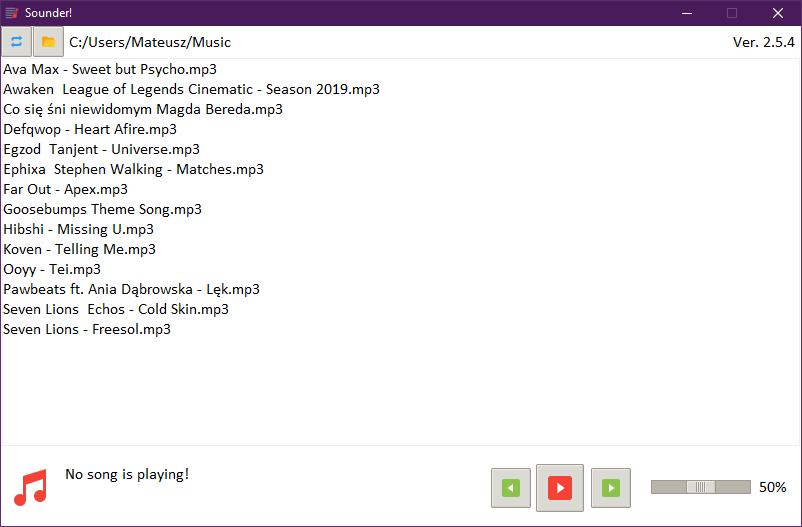 Sounder!
C:/Users/Mateusz/Music
Ver. 2.5.4
Ava Max - Sweet but Psycho.mp3
Awaken  League of Legends Cinematic - Season 2019.mp3
Co się śni niewidomym Magda Bereda.mp3
Defqwop - Heart Afire.mp3
Egzod  Tanjent - Universe.mp3
Ephixa  Stephen Walking - Matches.mp3
Far Out - Apex.mp3
Goosebumps Theme Song.mp3
Hibshi - Missing U.mp3
Koven - Telling Me.mp3
Ooyy - Tei.mp3
Pawbeats ft. Ania Dąbrowska - Lęk.mp3
Seven Lions  Echos - Cold Skin.mp3
Seven Lions - Freesol.mp3
No song is playing!
50%